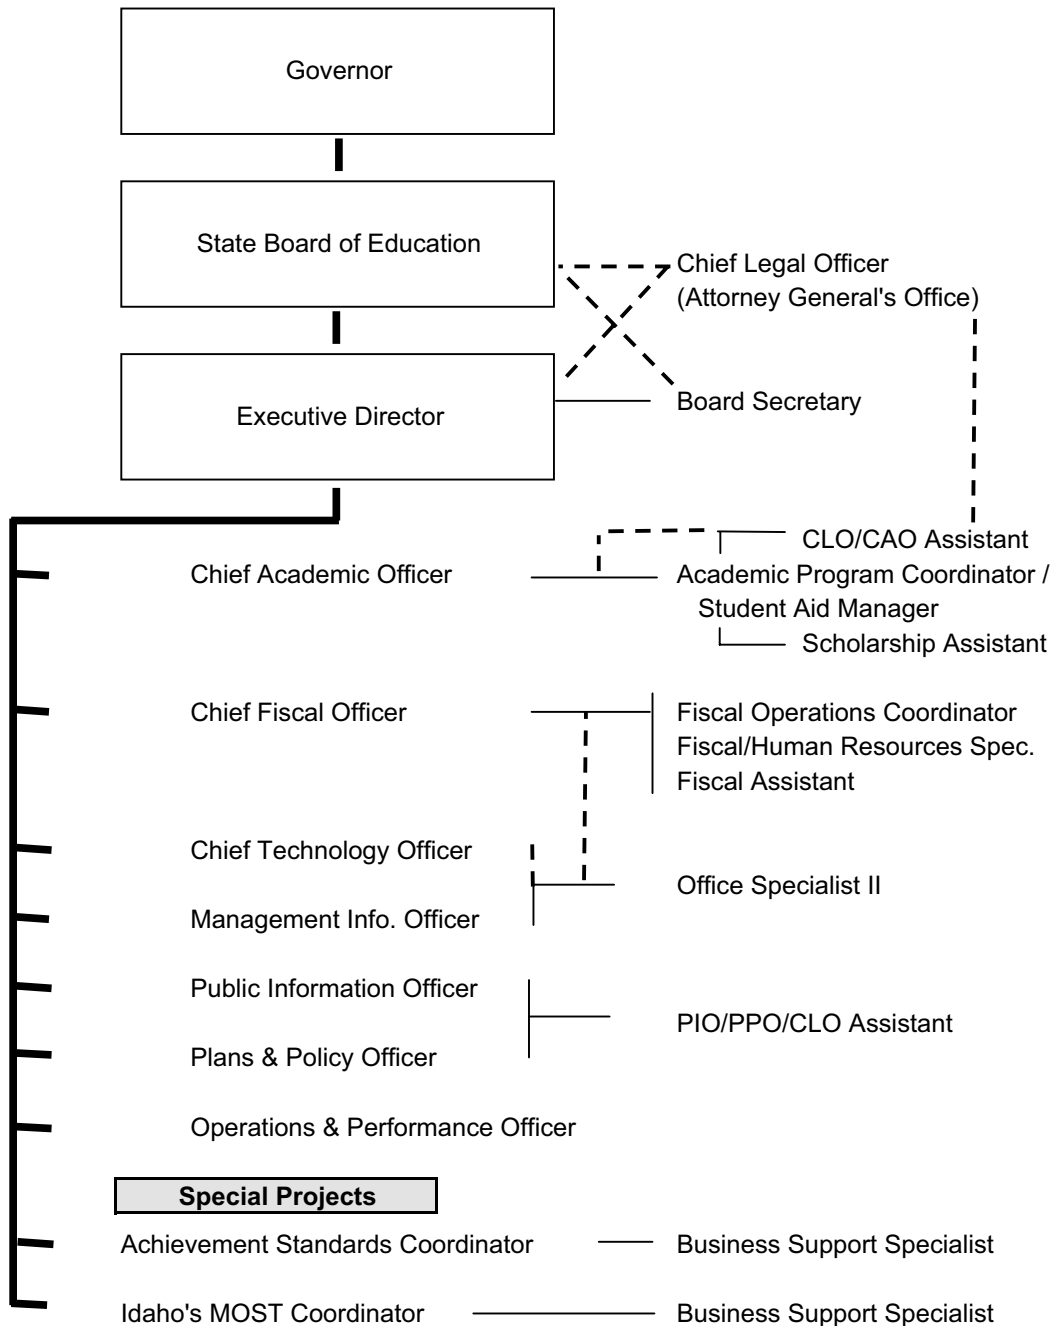 Governor
State Board of Education
Chief Legal Officer
(Attorney General's Office)
Executive Director
Board Secretary
CLO/CAO Assistant
Chief Academic Officer
Academic Program Coordinator /
Student Aid Manager
Scholarship Assistant
Chief Fiscal Officer
Fiscal Operations Coordinator
Fiscal/Human Resources Spec.
Fiscal Assistant
Chief Technology Officer
Office Specialist II
Management Info. Officer
Public Information Officer
PIO/PPO/CLO Assistant
Plans & Policy Officer
Operations & Performance Officer
Special Projects
Achievement Standards Coordinator
Business Support Specialist
Idaho's MOST Coordinator
Business Support Specialist